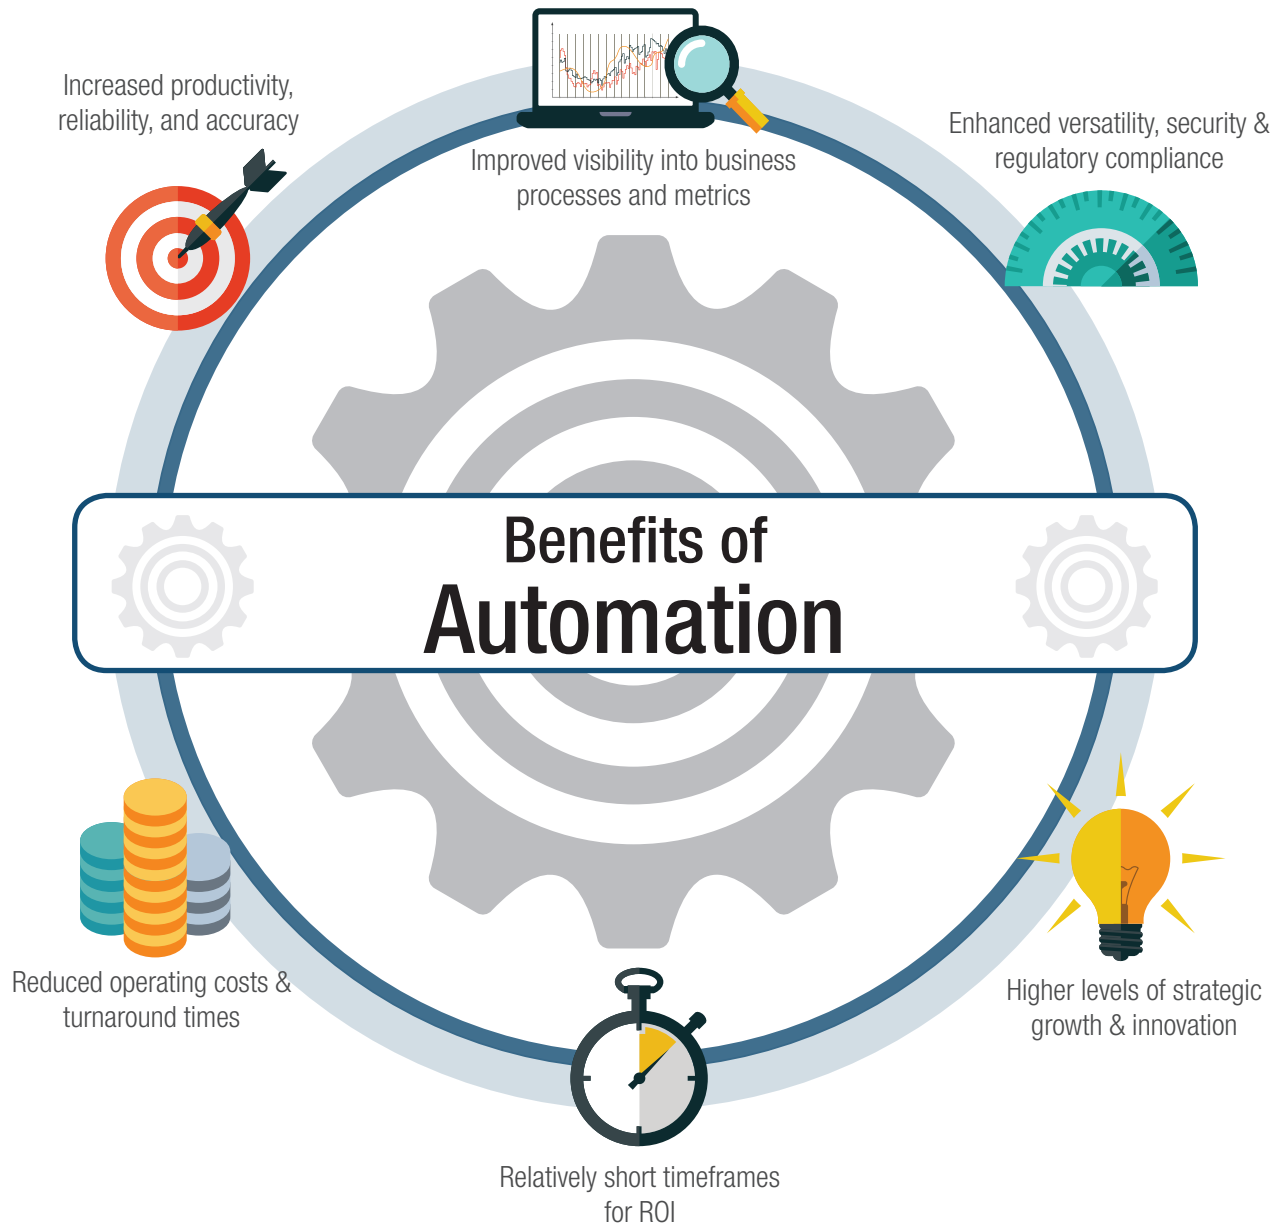 Increased productivity,
reliability, and accuracy
Improved visibility into business
processes and metrics
Enhanced versatility, security &
regulatory compliance
Benefits of
Automation
Reduced operating costs &
turnaround times
Higher levels of strategic
growth & innovation
Relatively short timeframes
for ROI